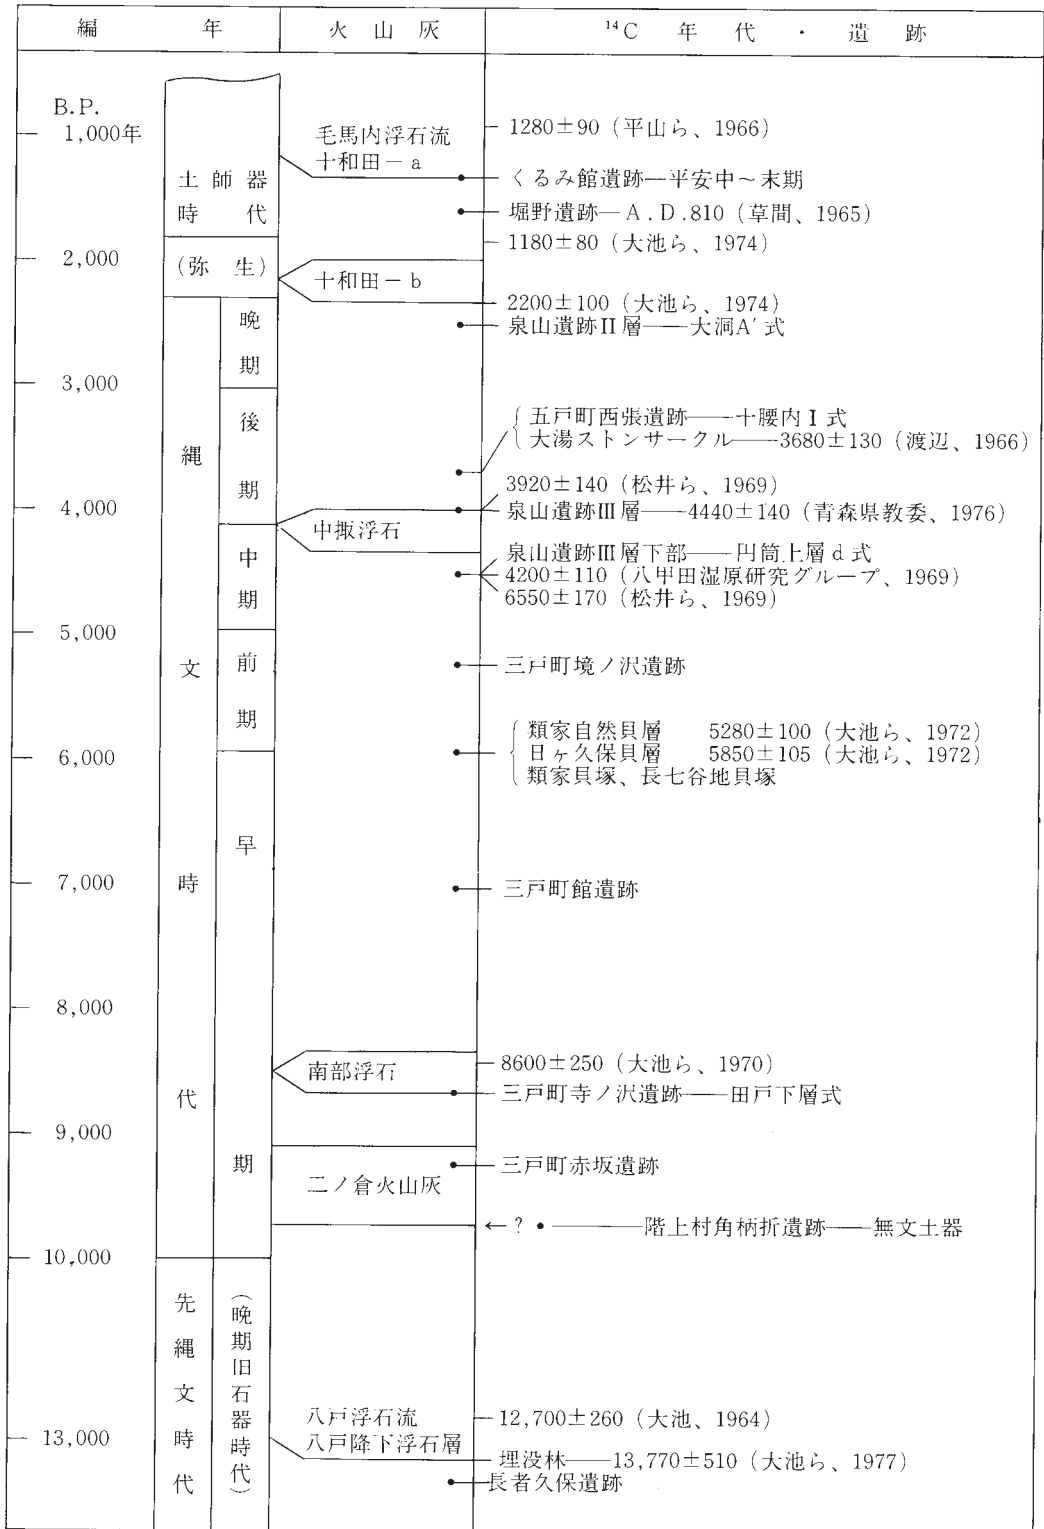 編 年 火山灰 ¹⁴C 年代・遺跡
B.P.
1,000年
2,000
3,000
4,000
5,000
6,000
7,000
8,000
9,000
10,000
13,000
土師器
時代
(弥生)
縄文時代
晩期
後期
中期
前期
早期
先縄文時代
(晩期旧石器時代)
毛馬内浮石流
十和田-a
十和田-b
中掫浮石
南部浮石
二ノ倉火山灰
八戸浮石流
八戸降下浮石層
1280±90(平山ら、1966)
くるみ館遺跡―平安中～末期
堀野遺跡―A.D.810(草間、1965)
1180±80(大池ら、1974)
2200±100(大池ら、1974)
泉山遺跡II層――大洞A′式
五戸町西張遺跡――十腰内I式
大湯ストンサークル――3680±130(渡辺、1966)
3920±140(松井ら、1969)
泉山遺跡III層――4440±140(青森県教委、1976)
泉山遺跡III層下部――円筒上層d式
4200±110(八甲田湿原研究グループ、1969)
6550±170(松井ら、1969)
三戸町境ノ沢遺跡
類家自然貝層 5280±100(大池ら、1972)
日ヶ久保貝層 5850±105(大池ら、1972)
類家貝塚、長七谷地貝塚
三戸町館遺跡
8600±250(大池ら、1970)
三戸町寺ノ沢遺跡――田戸下層式
三戸町赤坂遺跡
←?•―――階上村角柄折遺跡――無文土器
12,700±260(大池、1964)
埋没林――13,770±510(大池ら、1977)
長者久保遺跡